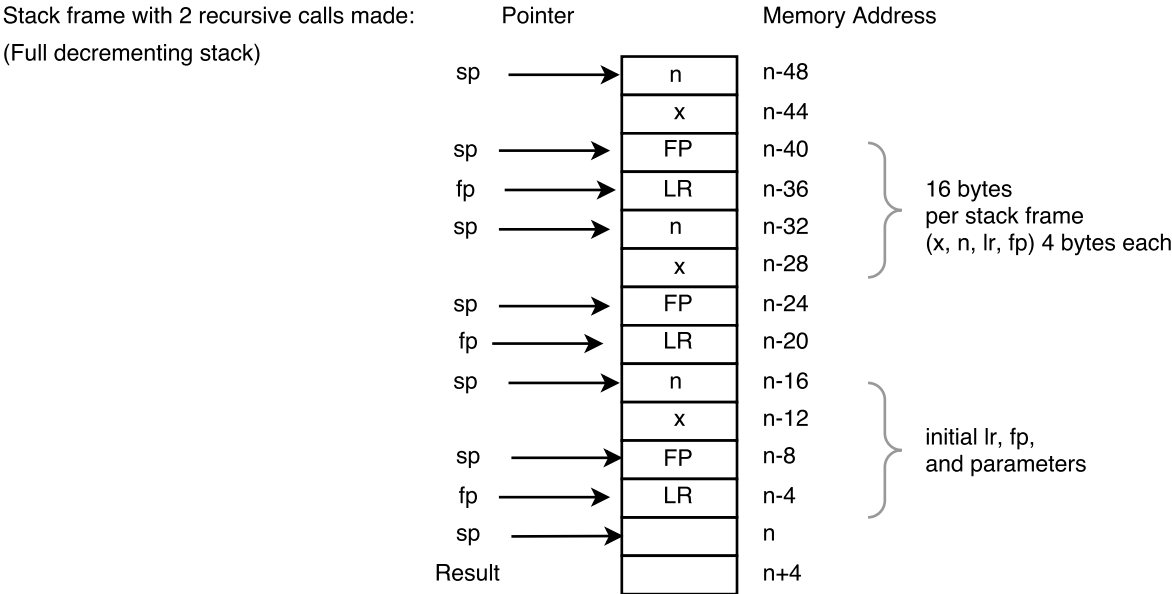 Stack frame with 2 recursive calls made: Pointer Memory Address
(Full decrementing stack)
sp n n-48
x n-44
sp FP n-40
fp LR n-36
sp n n-32
x n-28
16 bytes
per stack frame
(x, n, lr, fp) 4 bytes each
sp FP n-24
fp LR n-20
sp n n-16
x n-12
sp FP n-8
fp LR n-4
initial lr, fp,
and parameters
sp n
Result n+4